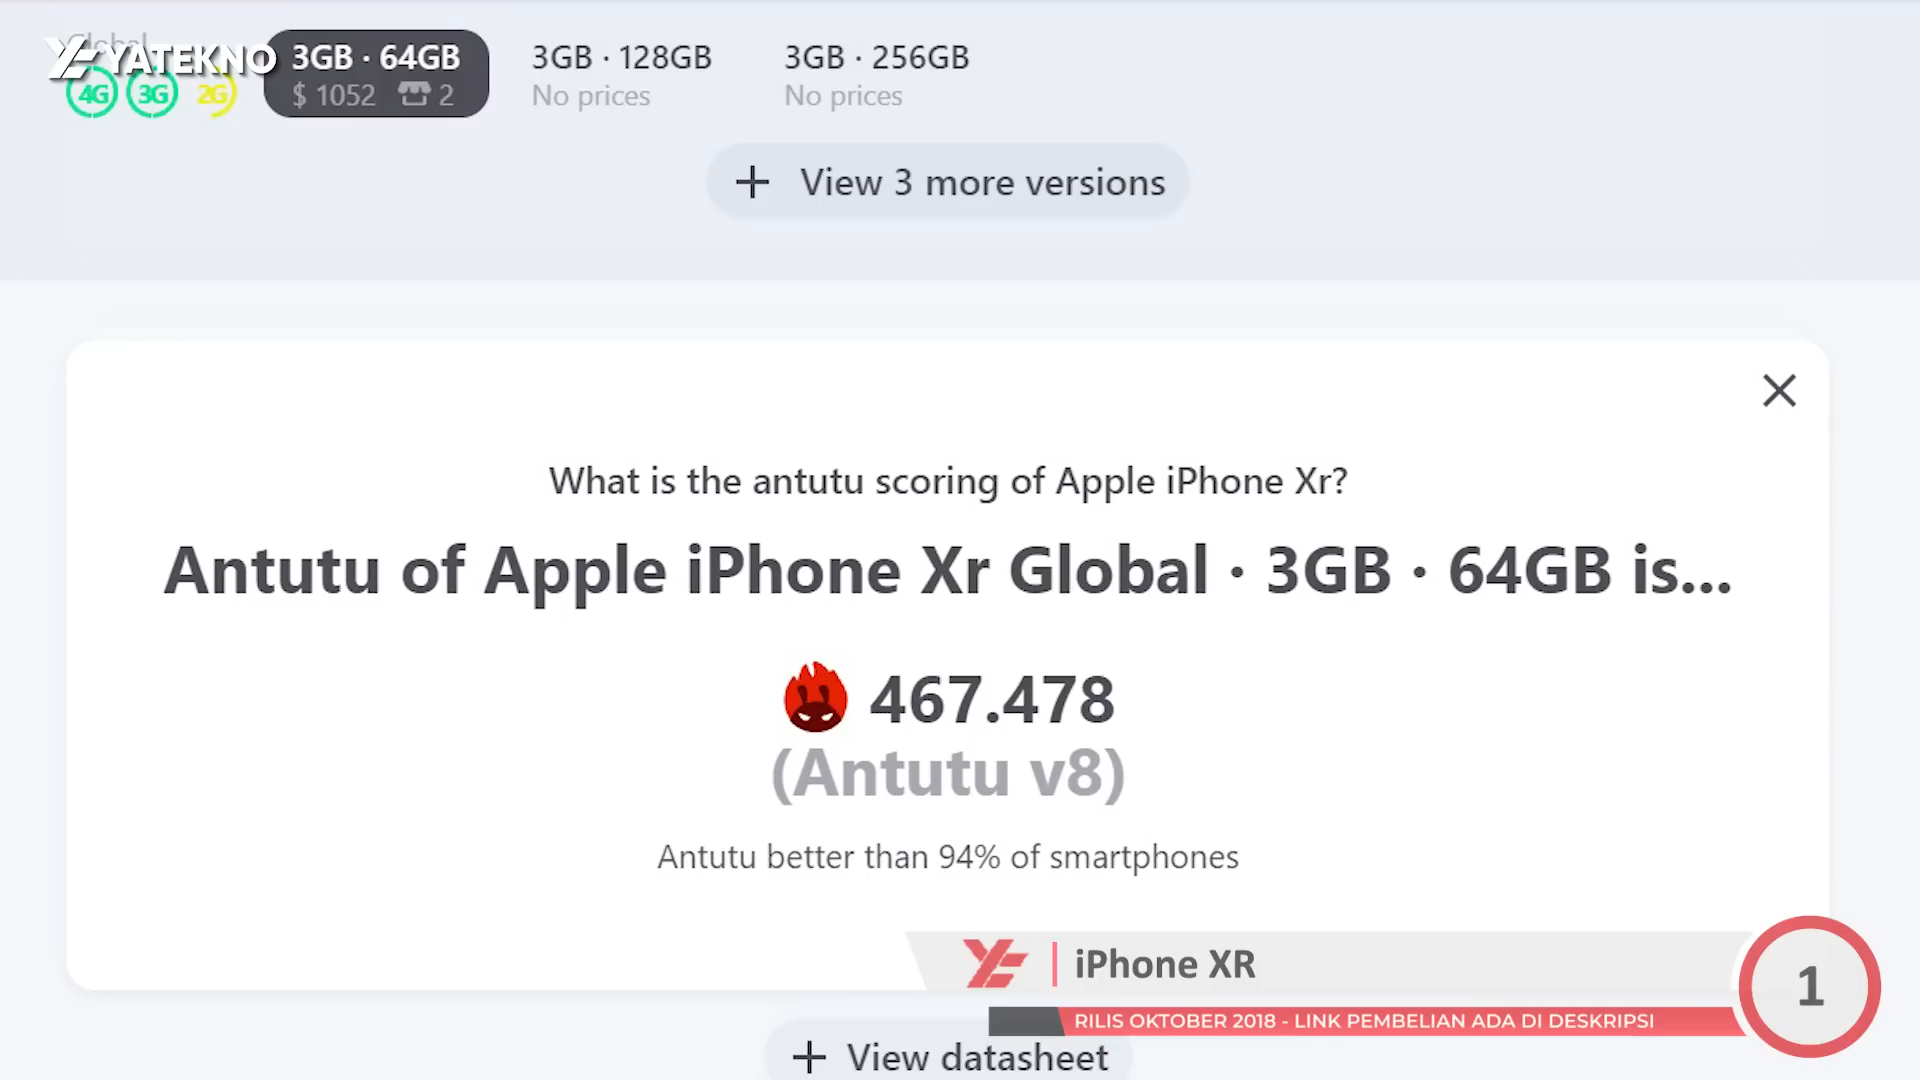 Global
YATEKNO
4G 3G 2G
3GB · 64GB
$ 1052 2
3GB · 128GB
No prices
3GB · 256GB
No prices
+ View 3 more versions
What is the antutu scoring of Apple iPhone Xr?
Antutu of Apple iPhone Xr Global · 3GB · 64GB is...
467.478
(Antutu v8)
Antutu better than 94% of smartphones
iPhone XR
1
RILIS OKTOBER 2018 - LINK PEMBELIAN ADA DI DESKRIPSI
+ View datasheet